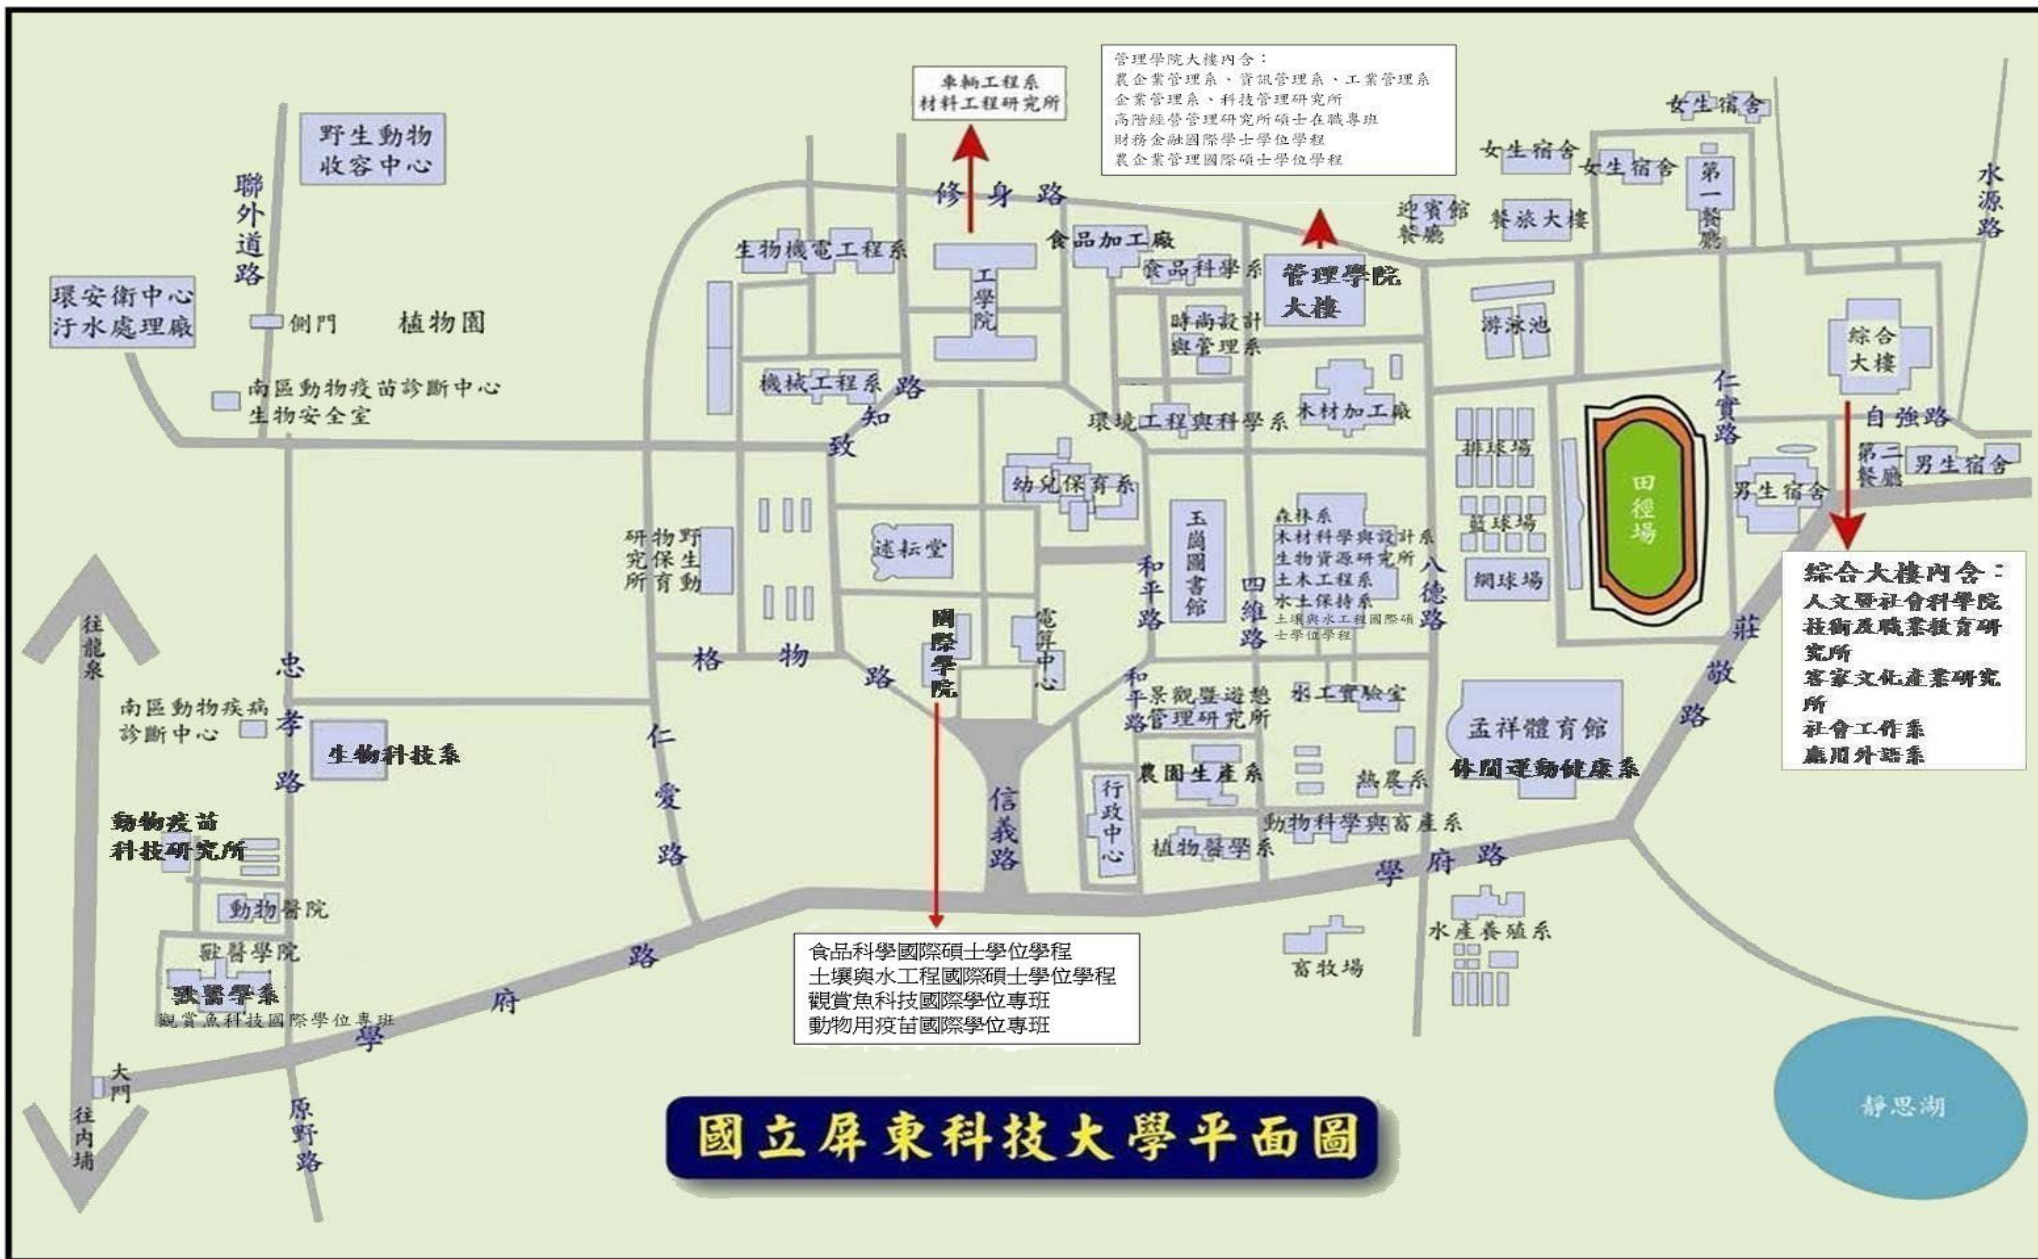 車輛工程系
材料工程研究所
管理學院大樓內含：
農企業管理系、資訊管理系、工業管理系
企業管理系、科技管理研究所
高階經營管理研究所碩士在職專班
財務金融國際學士學位學程
農企業管理國際碩士學位學程
野生動物
收容中心
聯外道路
環安衛中心
汙水處理廠
側門
植物園
南區動物疫苗診斷中心
生物安全室
修身路
生物機電工程系
工學院
食品加工廠
食品科學系
管理學院
大樓
時尚設計
與管理系
迎賓館
餐廳
女生宿舍
餐旅大樓
女生宿舍
女生宿舍
第一餐廳
水源路
游泳池
綜合
大樓
仁實路
自強路
機械工程系
致知路
環境工程與科學系
木材加工廠
排球場
籃球場
網球場
田徑場
男生宿舍
第二
餐廳
男生宿舍
幼兒保育系
述耘堂
野生動
物保育
研究所
玉崗圖書館
森林系
木材科學與設計系
生物資源研究所
土木工程系
水土保持系
土壤與水工程國際碩
士學位學程
和平路
四維路
八德路
莊敬路
綜合大樓內含：
人文暨社會科學院
技術及職業教育研
究所
客家文化產業研究
所
社會工作系
應用外語系
往龍泉
忠孝路
格物路
國際學院
電算中心
和平路
景觀暨遊憩
管理研究所
水工實驗室
孟祥體育館
休閒運動健康系
南區動物疾病
診斷中心
生物科技系
仁愛路
信義路
行政中心
農園生產系
熱農系
動物疫苗
科技研究所
植物醫學系
動物科學與畜產系
學府路
動物醫院
獸醫學院
獸醫學系
觀賞魚科技國際學位專班
學府路
食品科學國際碩士學位學程
土壤與水工程國際碩士學位學程
觀賞魚科技國際學位專班
動物用疫苗國際學位專班
畜牧場
水產養殖系
大門
往內埔
原野路
靜思湖
國立屏東科技大學平面圖